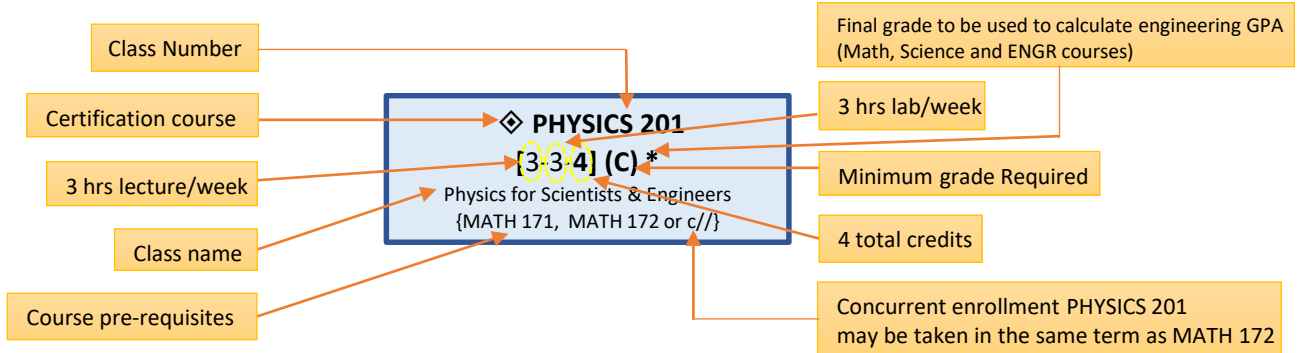 Class Number
Final grade to be used to calculate engineering GPA
(Math, Science and ENGR courses)
Certification course
3 hrs lab/week
◈ PHYSICS 201
[3-3-4] (C) *
3 hrs lecture/week
Minimum grade Required
Physics for Scientists & Engineers
{MATH 171, MATH 172 or c//}
Class name
4 total credits
Course pre-requisites
Concurrent enrollment PHYSICS 201
may be taken in the same term as MATH 172